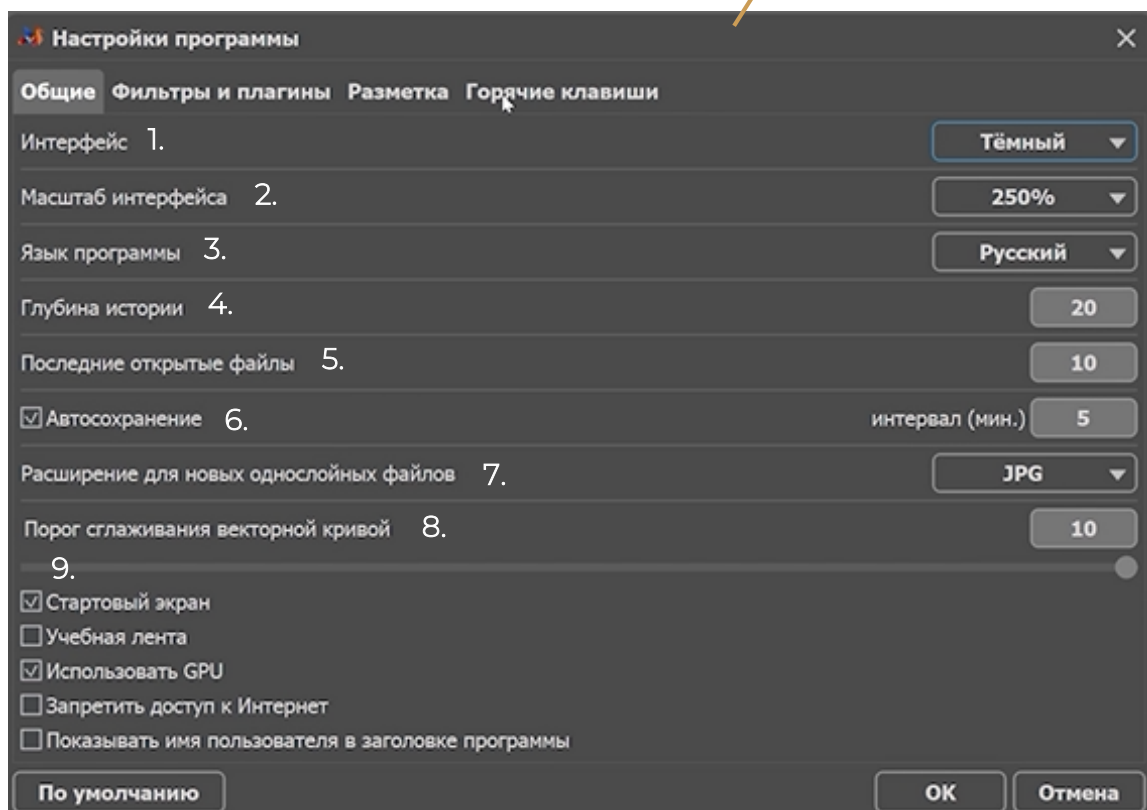 Настройки программы
Общие Фильтры и плагины Разметка Горячие клавиши
Интерфейс 1. Тёмный
Масштаб интерфейса 2. 250%
Язык программы 3. Русский
Глубина истории 4. 20
Последние открытые файлы 5. 10
Автосохранение 6. интервал (мин.) 5
Расширение для новых однослойных файлов 7. JPG
Порог сглаживания векторной кривой 8. 10
9.
Стартовый экран
Учебная лента
Использовать GPU
Запретить доступ к Интернет
Показывать имя пользователя в заголовке программы
По умолчанию OK Отмена